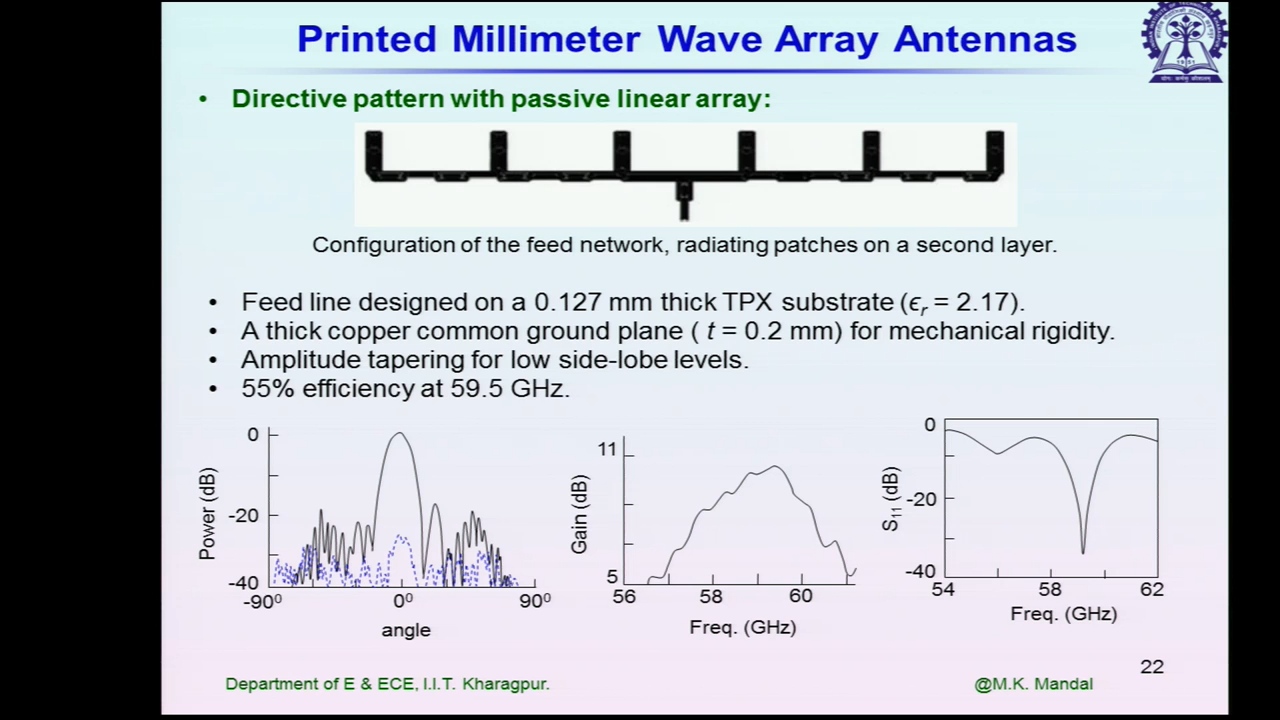 Printed Millimeter Wave Array Antennas
• Directive pattern with passive linear array:
Configuration of the feed network, radiating patches on a second layer.
• Feed line designed on a 0.127 mm thick TPX substrate (ϵr = 2.17).
• A thick copper common ground plane ( t = 0.2 mm) for mechanical rigidity.
• Amplitude tapering for low side-lobe levels.
• 55% efficiency at 59.5 GHz.
Power (dB)
0
-20
-40
-90⁰ 0⁰ 90⁰
angle
Gain (dB)
11
5
56 58 60
Freq. (GHz)
S11 (dB)
0
-20
-40
54 58 62
Freq. (GHz)
22
Department of E & ECE, I.I.T. Kharagpur.
@M.K. Mandal